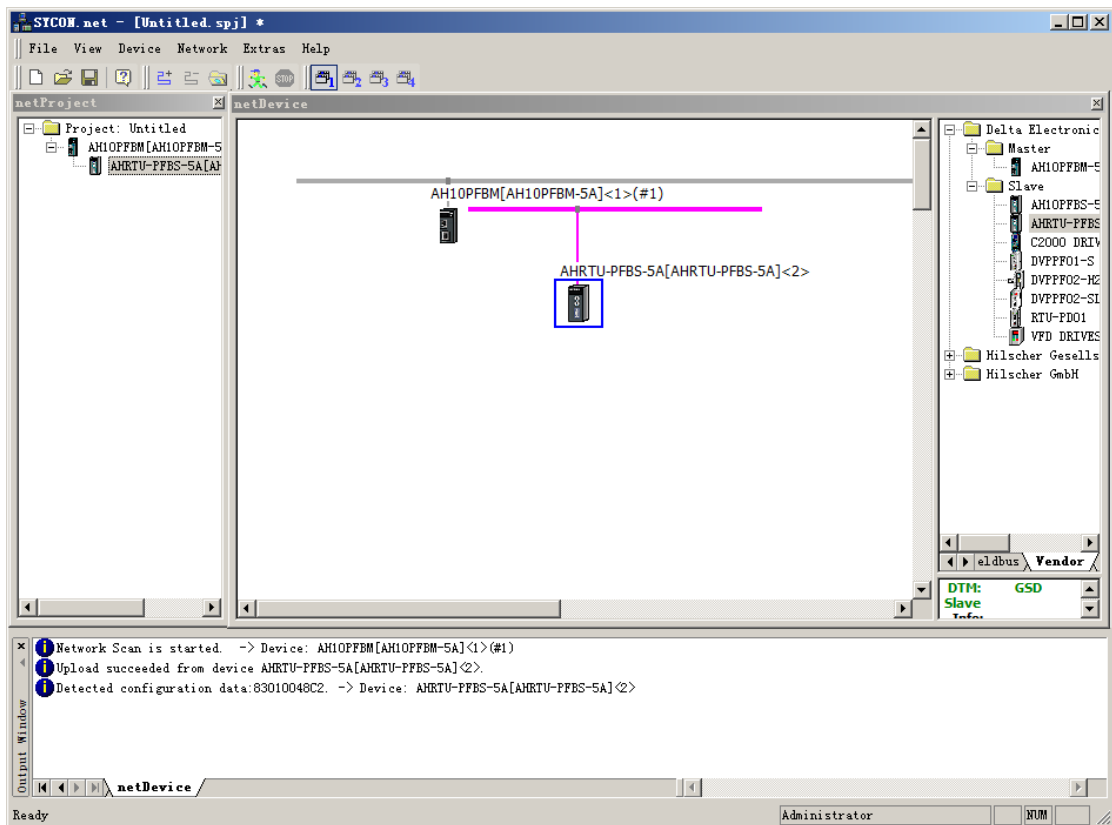 SYCON.net - [Untitled.spj] *
File View Device Network Extras Help
netProject
netDevice
Project: Untitled
AH10PFBM[AH10PFBM-5
AHRTU-PFBS-5A[AH
AH10PFBM[AH10PFBM-5A]<1>(#1)
AHRTU-PFBS-5A[AHRTU-PFBS-5A]<2>
Delta Electronic
Master
AH10PFBM-5
Slave
AH10PFBS-5
AHRTU-PFBS
C2000 DRIV
DVPPF01-S
DVPPF02-H2
DVPPF02-SL
RTU-PD01
VFD DRIVES
Hilscher Gesells
Hilscher GmbH
eldbus Vendor
DTM: GSD
Slave
Info:
Network Scan is started. -> Device: AH10PFBM[AH10PFBM-5A]<1>(#1)
Upload succeeded from device AHRTU-PFBS-5A[AHRTU-PFBS-5A]<2>.
Detected configuration data:83010048C2. -> Device: AHRTU-PFBS-5A[AHRTU-PFBS-5A]<2>
Output Window
netDevice
Ready
Administrator
NUM